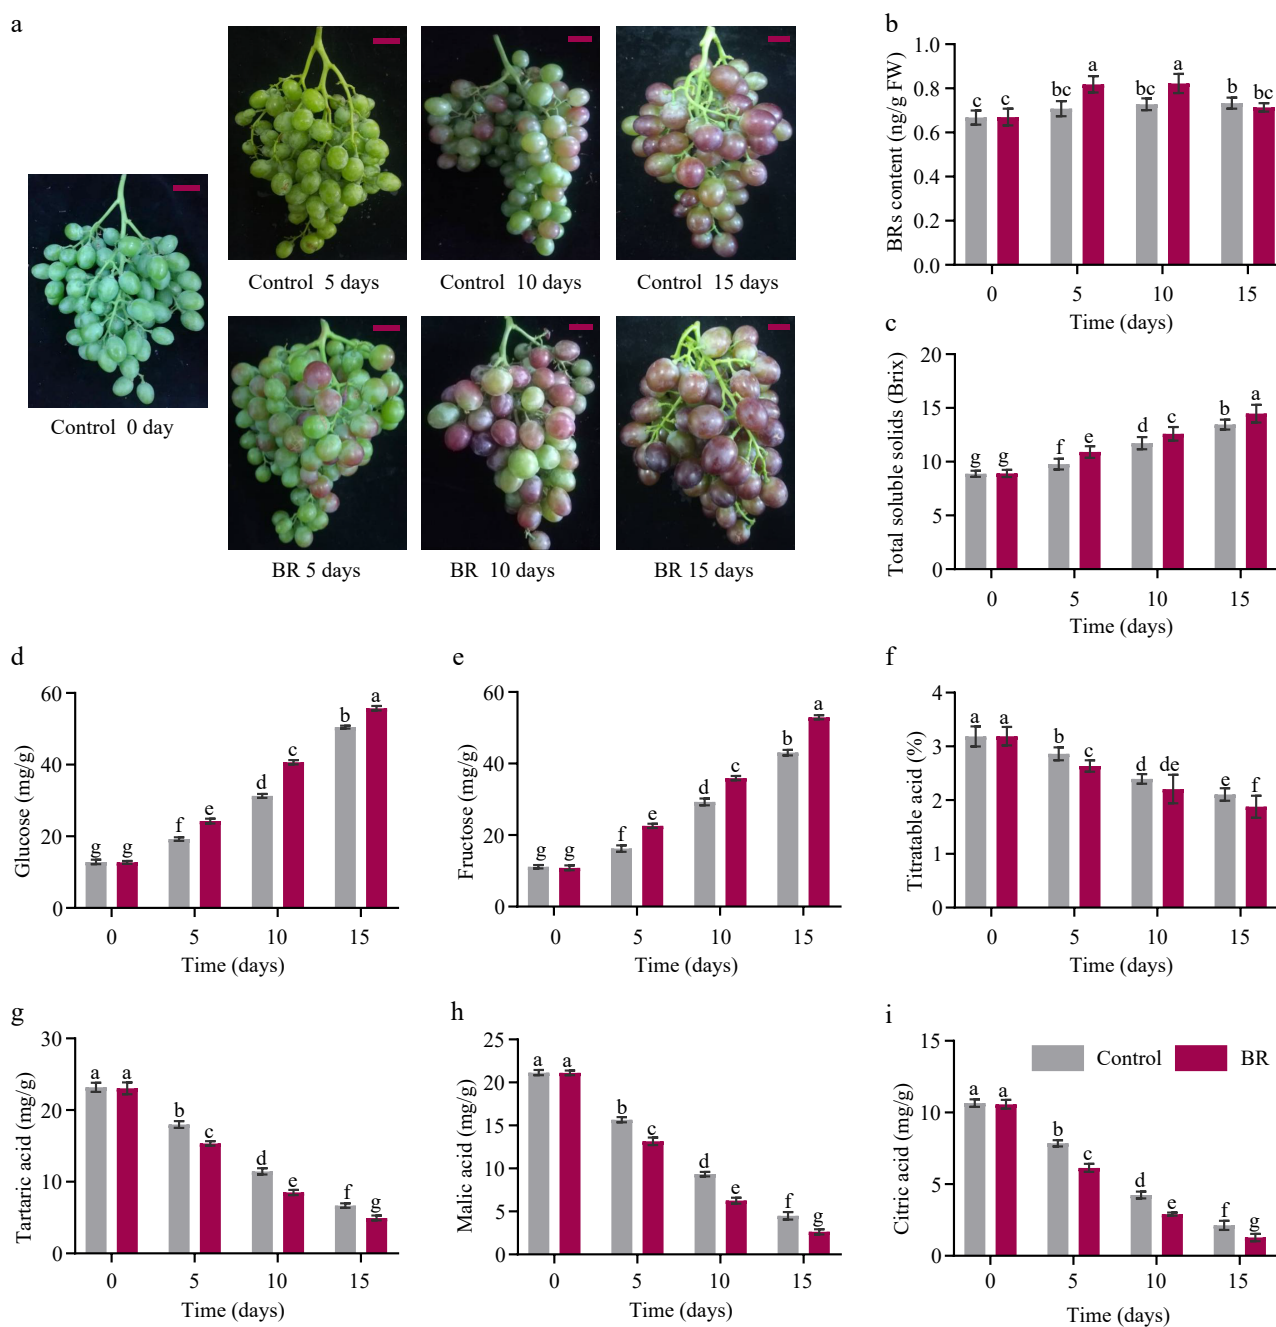 a
Control 0 day
Control 5 days
Control 10 days
Control 15 days
BR 5 days
BR 10 days
BR 15 days
b
BRs content (ng/g FW)
1.0
0.8
0.6
0.4
0.2
0.0
c c bc a bc a b bc
0 5 10 15
Time (days)
c
Total soluble solids (Brix)
20
15
10
5
0
g g f e d c b a
0 5 10 15
Time (days)
d
Glucose (mg/g)
60
40
20
0
g g f e d c b a
0 5 10 15
Time (days)
e
Fructose (mg/g)
60
40
20
0
g g f e d c b a
0 5 10 15
Time (days)
f
Titratable acid (%)
4
3
2
1
0
a a b c d de e f
0 5 10 15
Time (days)
g
Tartaric acid (mg/g)
30
20
10
0
a a b c d e f g
0 5 10 15
Time (days)
h
Malic acid (mg/g)
25
20
15
10
5
0
a a b c d e f g
0 5 10 15
Time (days)
i
Control BR
Citric acid (mg/g)
15
10
5
0
a a b c d e f g
0 5 10 15
Time (days)